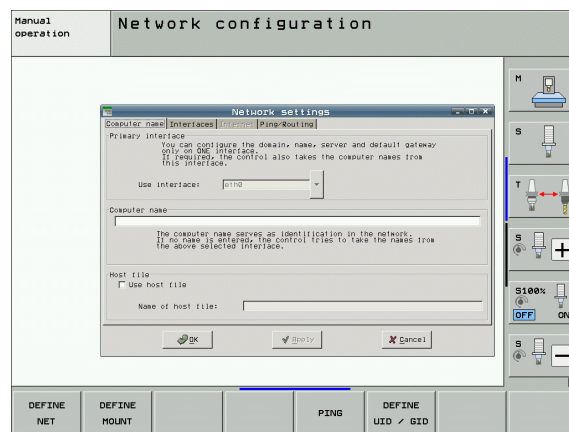 Manual
operation
Network configuration
Network settings
Computer name Interfaces Internet Ping/Routing
Primary interface
You can configure the domain, name, server and default gateway
only on ONE interface.
If required, the control also takes the computer names from
this interface.
Use interface: eth0
Computer name
The computer name serves as identification in the network.
If no name is entered, the control tries to take the names from
the above selected interface.
Host file
Use host file
Name of host file:
OK Apply Cancel
M
S
T
S
S100%
OFF ON
S
DEFINE
NET
DEFINE
MOUNT
PING
DEFINE
UID / GID